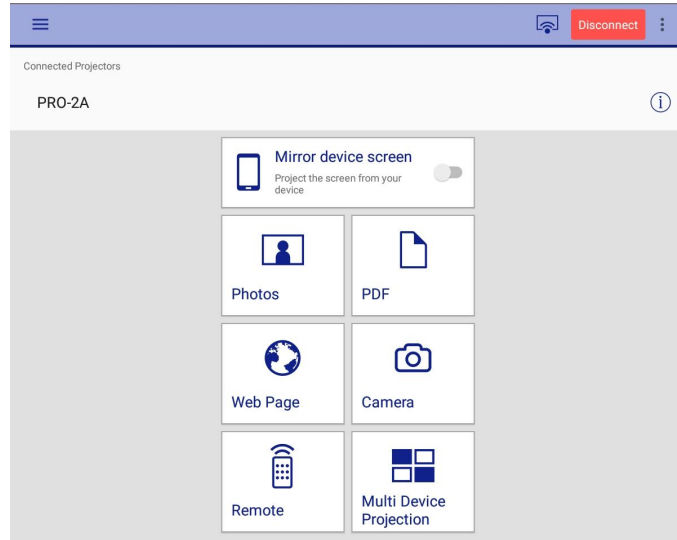 Disconnect
Connected Projectors
PRO-2A
Mirror device screen
Project the screen from your
device
Photos
PDF
Web Page
Camera
Remote
Multi Device
Projection